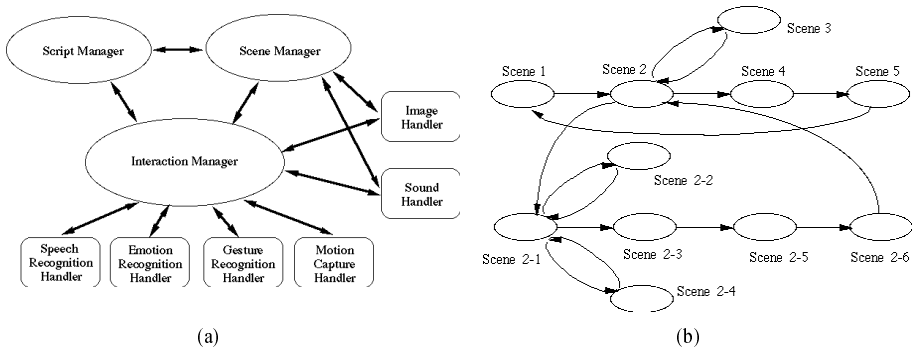 Script Manager
Scene Manager
Interaction Manager
Image
Handler
Sound
Handler
Speech
Recognition
Handler
Emotion
Recognition
Handler
Gesture
Recognition
Handler
Motion
Capture
Handler
(a)
Scene 3
Scene 1
Scene 2
Scene 4
Scene 5
Scene 2-2
Scene 2-1
Scene 2-3
Scene 2-5
Scene 2-6
Scene 2-4
(b)